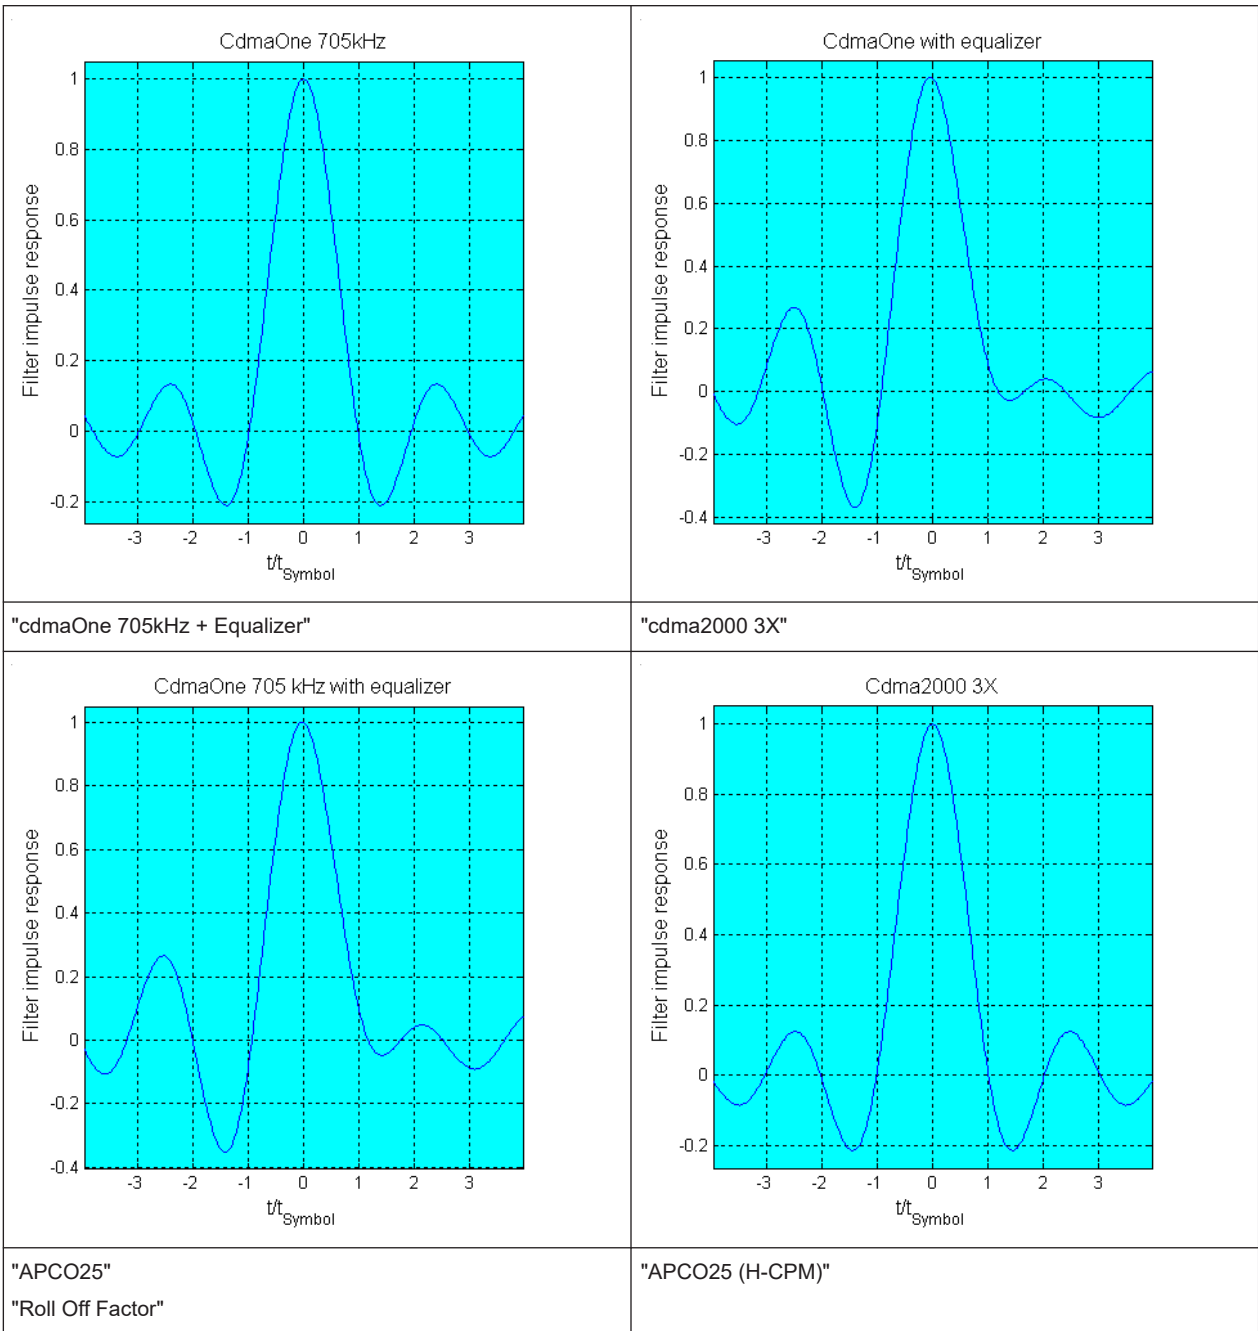 CdmaOne 705kHz
Filter impulse response
1
0.8
0.6
0.4
0.2
0
-0.2
-3 -2 -1 0 1 2 3
t/tSymbol
CdmaOne with equalizer
Filter impulse response
1
0.8
0.6
0.4
0.2
0
-0.2
-0.4
-3 -2 -1 0 1 2 3
t/tSymbol
"cdmaOne 705kHz + Equalizer"
"cdma2000 3X"
CdmaOne 705 kHz with equalizer
Filter impulse response
1
0.8
0.6
0.4
0.2
0
-0.2
-0.4
-3 -2 -1 0 1 2 3
t/tSymbol
Cdma2000 3X
Filter impulse response
1
0.8
0.6
0.4
0.2
0
-0.2
-3 -2 -1 0 1 2 3
t/tSymbol
"APCO25"
"Roll Off Factor"
"APCO25 (H-CPM)"